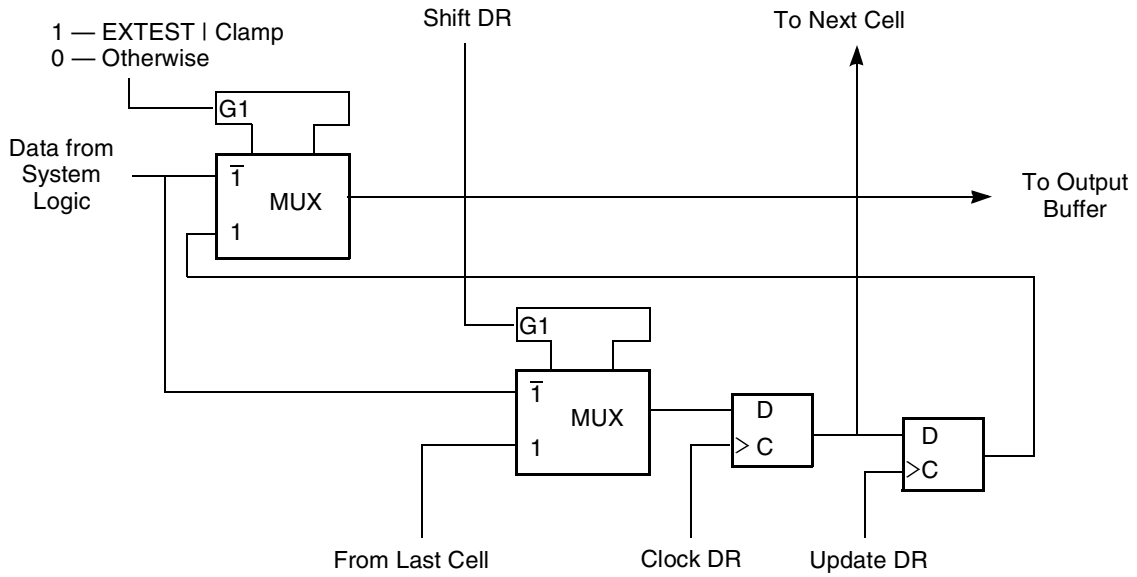 Shift DR
To Next Cell
1 — EXTEST | Clamp
0 — Otherwise
G1
Data from
System
Logic
1
MUX
1
To Output
Buffer
G1
1
MUX
1
D
C
D
C
From Last Cell
Clock DR
Update DR